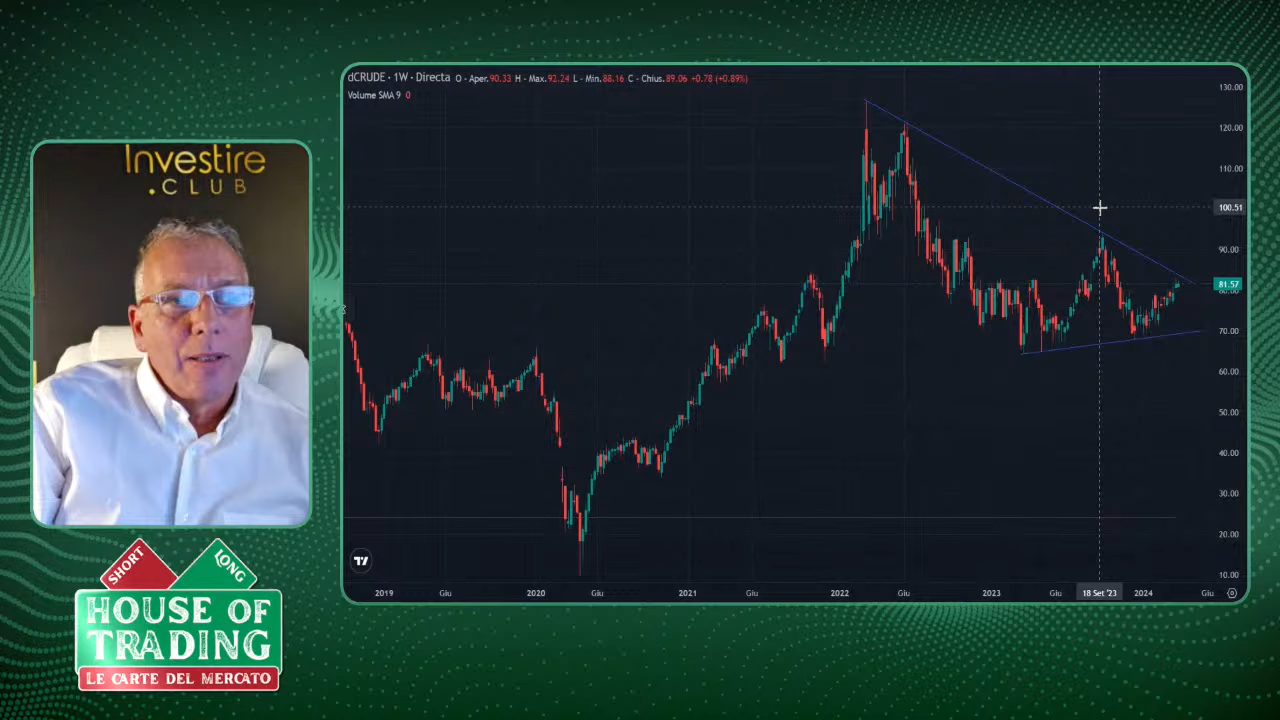 Investire
.CLUB
SHORT
LONG
HOUSE OF
TRADING
LE CARTE DEL MERCATO
dCRUDE · 1W · Directa O - Aper.90.33 H - Max.92.24 L - Min.88.16 C - Chius.89.06 +0.78 (+0.89%)
Volume SMA 9 0
130.00
120.00
110.00
100.51
90.00
81.57
80.00
70.00
60.00
50.00
40.00
30.00
20.00
10.00
2019 Giu 2020 Giu 2021 Giu 2022 Giu 2023 Giu 18 Set '23 2024 Giu